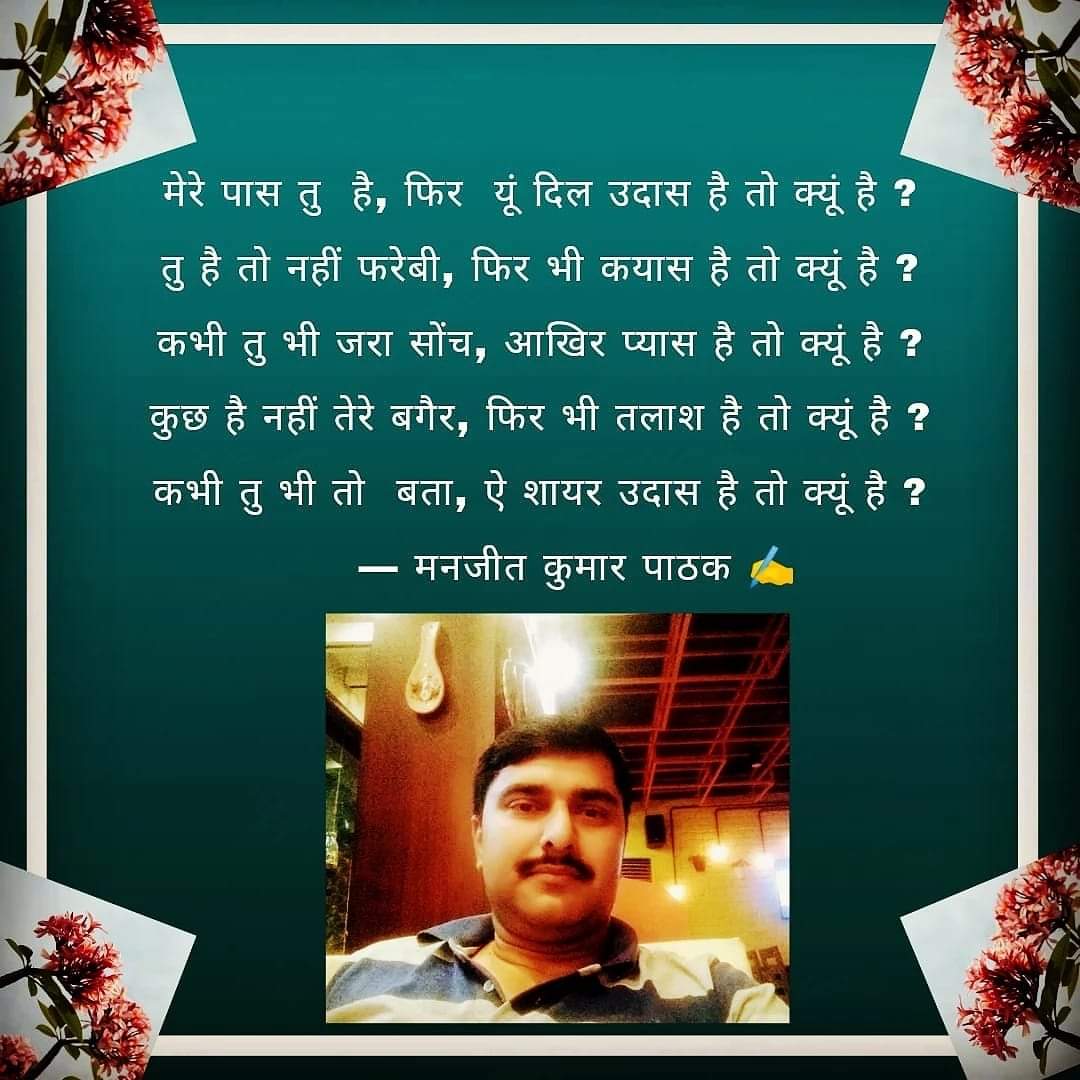 मेरे पास तु है, फिर यूं दिल उदास है तो क्यूं है ?
तु है तो नहीं फरेबी, फिर भी कयास है तो क्यूं है ?
कभी तु भी जरा सोंच, आखिर प्यास है तो क्यूं है ?
कुछ है नहीं तेरे बगैर, फिर भी तलाश है तो क्यूं है ?
कभी तु भी तो बता, ऐ शायर उदास है तो क्यूं है ?
— मनजीत कुमार पाठक ✍️